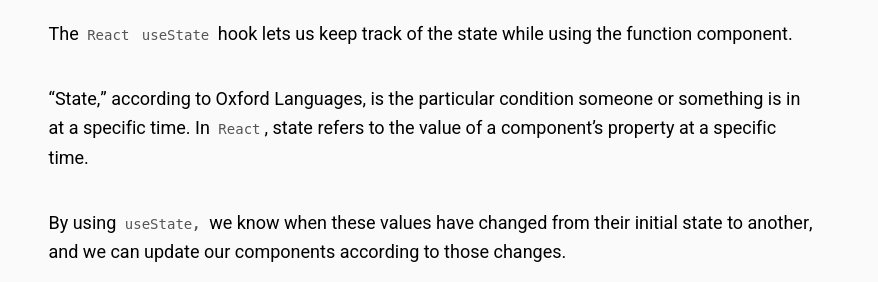 The React useState hook lets us keep track of the state while using the function component.
“State,” according to Oxford Languages, is the particular condition someone or something is in
at a specific time. In React, state refers to the value of a component’s property at a specific
time.
By using useState, we know when these values have changed from their initial state to another,
and we can update our components according to those changes.